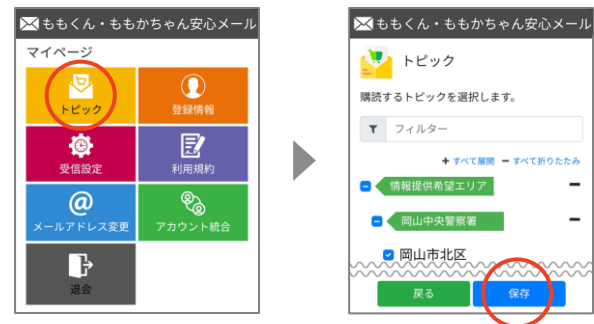 ももくん・ももかちゃん安心メール
マイページ
トピック
登録情報
受信設定
利用規約
@
メールアドレス変更
アカウント統合
退会
ももくん・ももかちゃん安心メール
トピック
購読するトピックを選択します。
フィルター
+ すべて展開 - すべて折りたたみ
情報提供希望エリア
岡山中央警察署
岡山市北区
戻る
保存